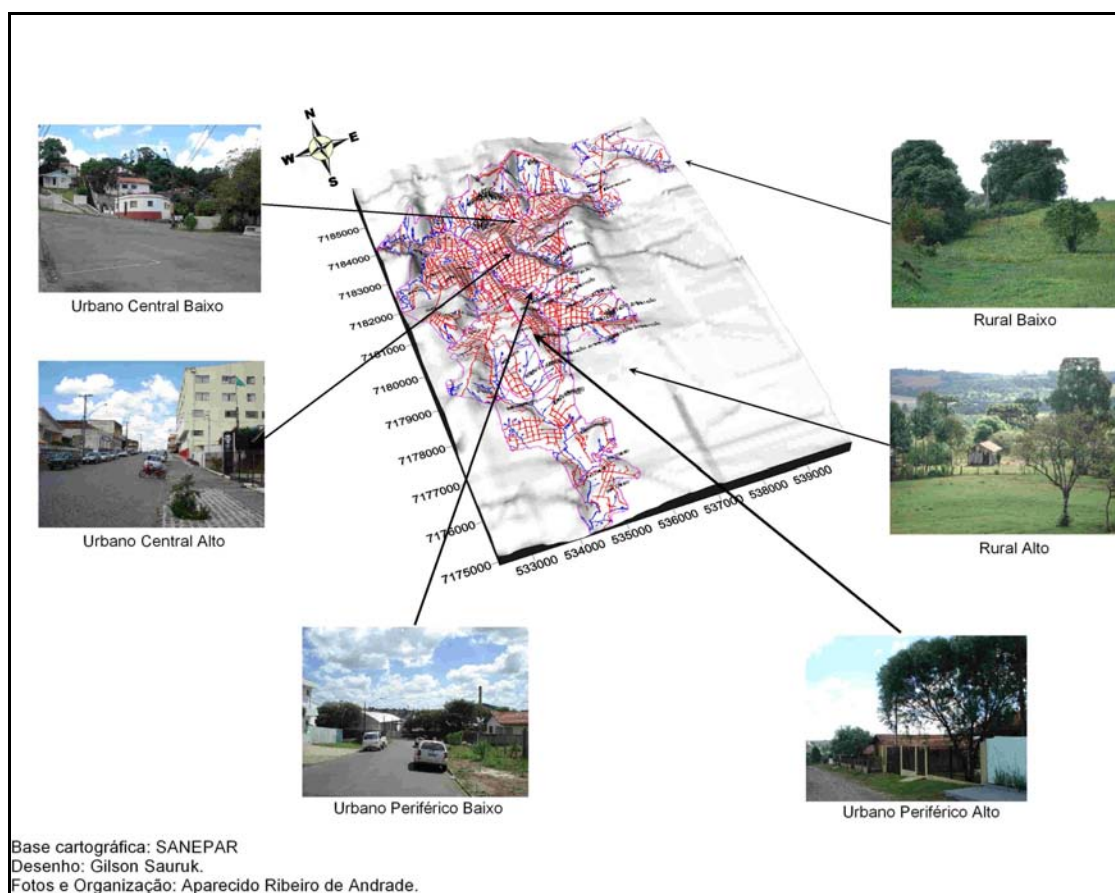 N
W
E
S
Urbano Central Baixo
Rural Baixo
7185000
7184000
7183000
7182000
7181000
7180000
7179000
7178000
7177000
7176000
7175000
533000
534000
535000
536000
537000
538000
539000
Urbano Central Alto
Rural Alto
Urbano Periférico Baixo
Urbano Periférico Alto
Base cartográfica: SANEPAR
Desenho: Gilson Sauruk.
Fotos e Organização: Aparecido Ribeiro de Andrade.